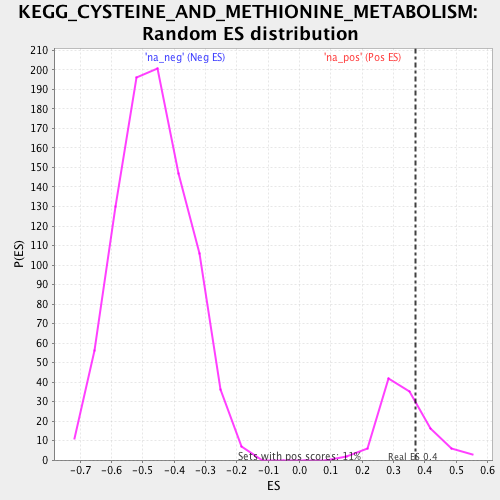 KEGG_CYSTEINE_AND_METHIONINE_METABOLISM:
Random ES distribution
'na_neg' (Neg ES)
'na_pos' (Pos ES)
P(ES)
210
200
190
180
170
160
150
140
130
120
110
100
90
80
70
60
50
40
30
20
10
0
Sets with pos scores: 11%
Real ES 0.4
-0.7 -0.6 -0.5 -0.4 -0.3 -0.2 -0.1 0.0 0.1 0.2 0.3 0.4 0.5 0.6
ES